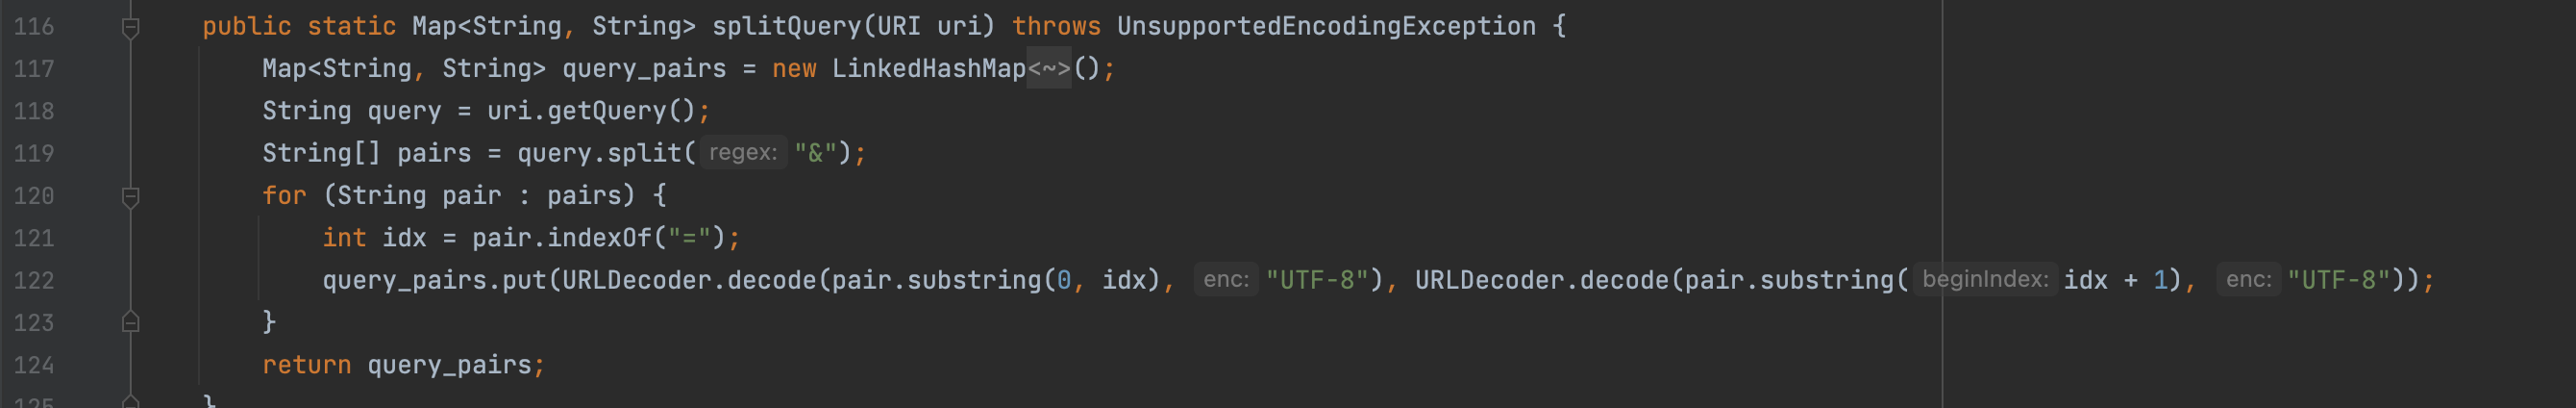 116 public static Map<String, String> splitQuery(URI uri) throws UnsupportedEncodingException {
117 Map<String, String> query_pairs = new LinkedHashMap<~>();
118 String query = uri.getQuery();
119 String[] pairs = query.split( regex: "&");
120 for (String pair : pairs) {
121 int idx = pair.indexOf("=");
122 query_pairs.put(URLDecoder.decode(pair.substring(0, idx), enc: "UTF-8"), URLDecoder.decode(pair.substring( beginIndex: idx + 1), enc: "UTF-8"));
123 }
124 return query_pairs;
125 }